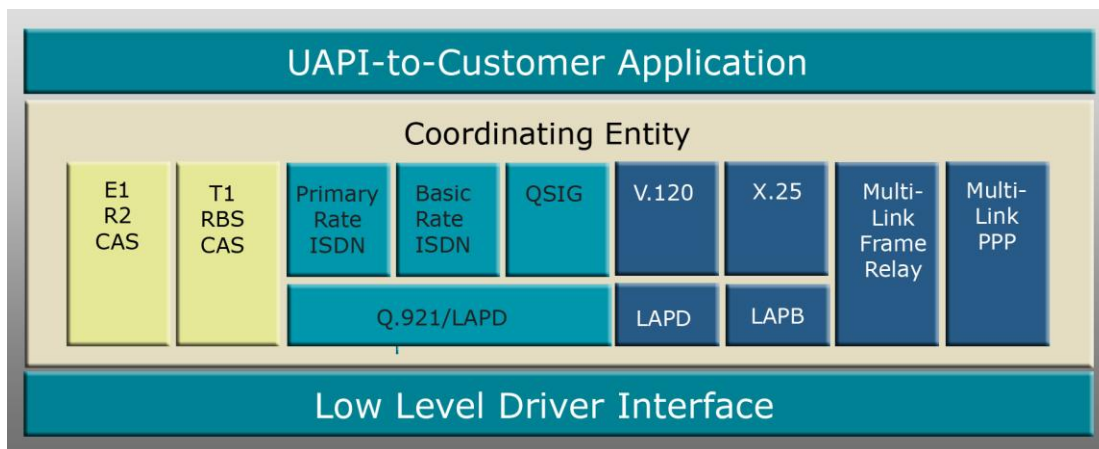 UAPI-to-Customer Application
Coordinating Entity
E1
R2
CAS
T1
RBS
CAS
Primary
Rate
ISDN
Basic
Rate
ISDN
QSIG
V.120
X.25
Multi-
Link
Frame
Relay
Multi-
Link
PPP
Q.921/LAPD
LAPD
LAPB
Low Level Driver Interface